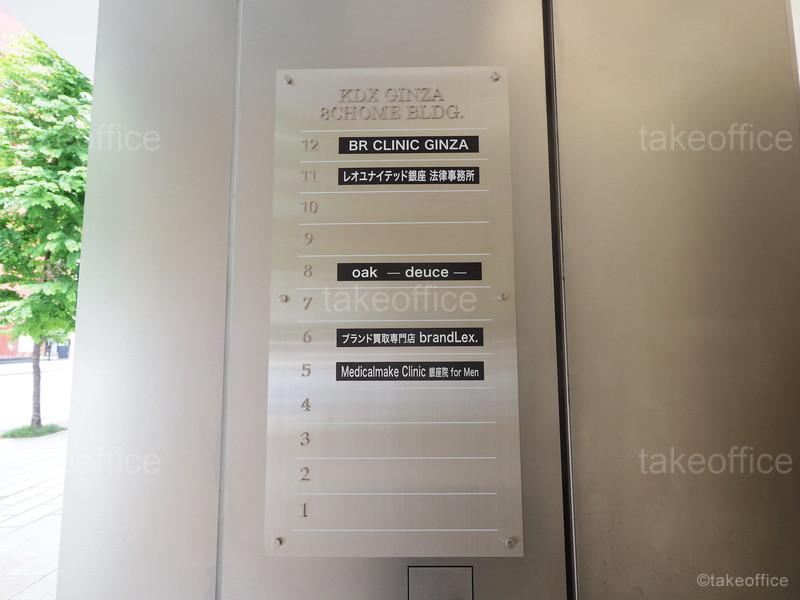 KDX GINZA
8CHOME BLDG.
12 BR CLINIC GINZA
11 レオユナイテッド銀座 法律事務所
10
9
8 oak — deuce —
7
6 ブランド買取専門店 brandLex.
5 Medicalmake Clinic 銀座院 for Men
4
3
2
1
takeoffice
takeoffice
takeoffice
takeoffice
takeoffice
©takeoffice